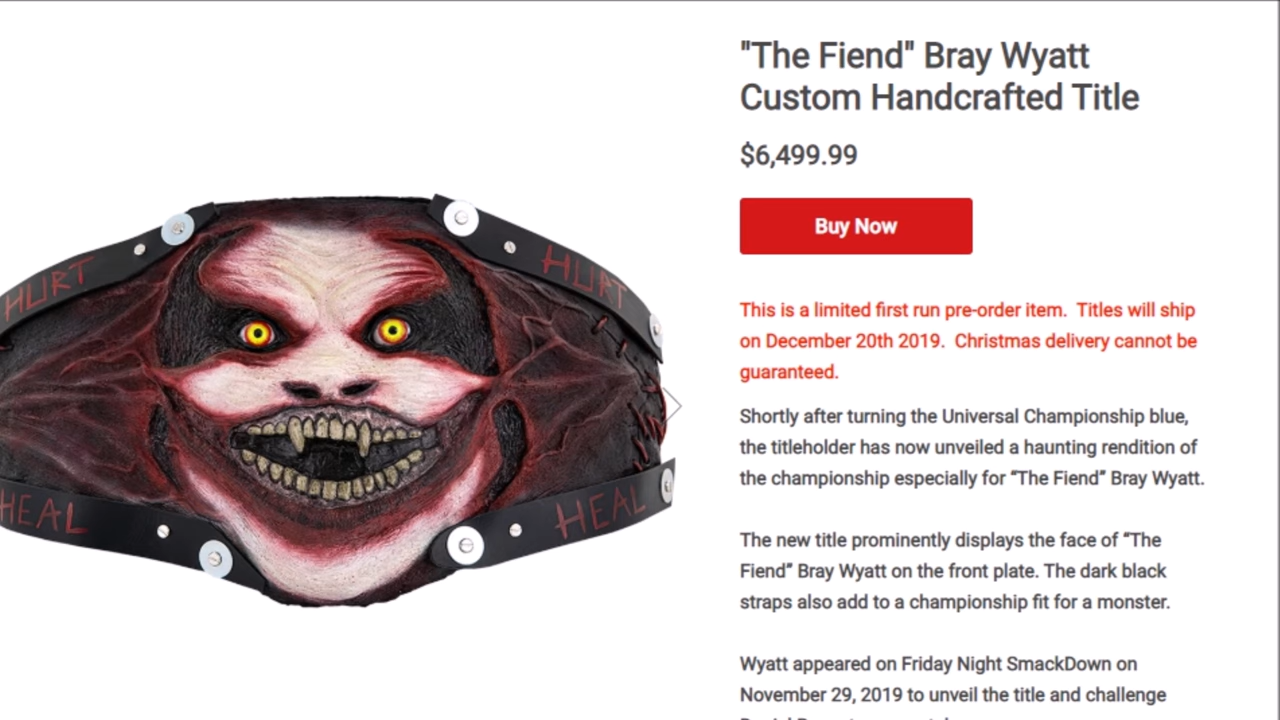 "The Fiend" Bray Wyatt
Custom Handcrafted Title
$6,499.99
Buy Now
HURT
HURT
HEAL
HEAL
This is a limited first run pre-order item.  Titles will ship
on December 20th 2019.  Christmas delivery cannot be
guaranteed.
Shortly after turning the Universal Championship blue,
the titleholder has now unveiled a haunting rendition of
the championship especially for “The Fiend” Bray Wyatt.
The new title prominently displays the face of “The
Fiend” Bray Wyatt on the front plate. The dark black
straps also add to a championship fit for a monster.
Wyatt appeared on Friday Night SmackDown on
November 29, 2019 to unveil the title and challenge